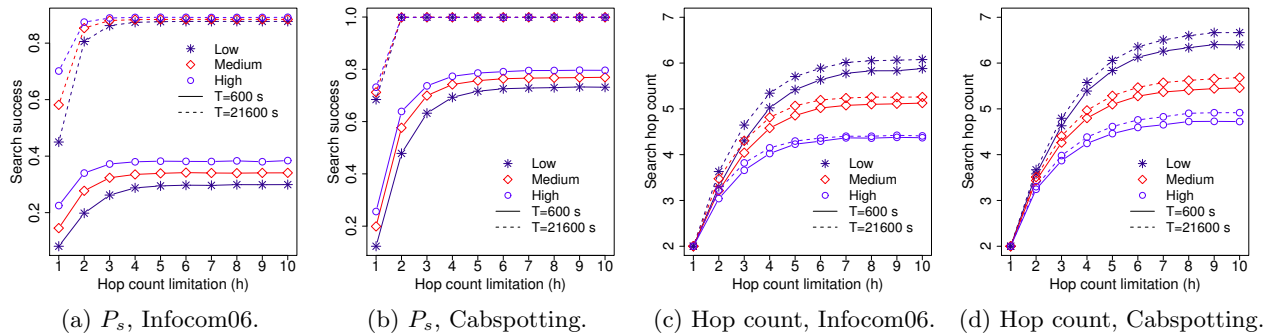 Search success
0.2 0.4 0.6 0.8
Low
Medium
High
T=600 s
T=21600 s
1 2 3 4 5 6 7 8 9 10
Hop count limitation (h)
(a) P_s, Infocom06.
Search success
0.2 0.4 0.6 0.8 1.0
Low
Medium
High
T=600 s
T=21600 s
1 2 3 4 5 6 7 8 9 10
Hop count limitation (h)
(b) P_s, Cabspotting.
Search hop count
2 3 4 5 6 7
Low
Medium
High
T=600 s
T=21600 s
1 2 3 4 5 6 7 8 9 10
Hop count limitation (h)
(c) Hop count, Infocom06.
Search hop count
2 3 4 5 6 7
Low
Medium
High
T=600 s
T=21600 s
1 2 3 4 5 6 7 8 9 10
Hop count limitation (h)
(d) Hop count, Cabspotting.